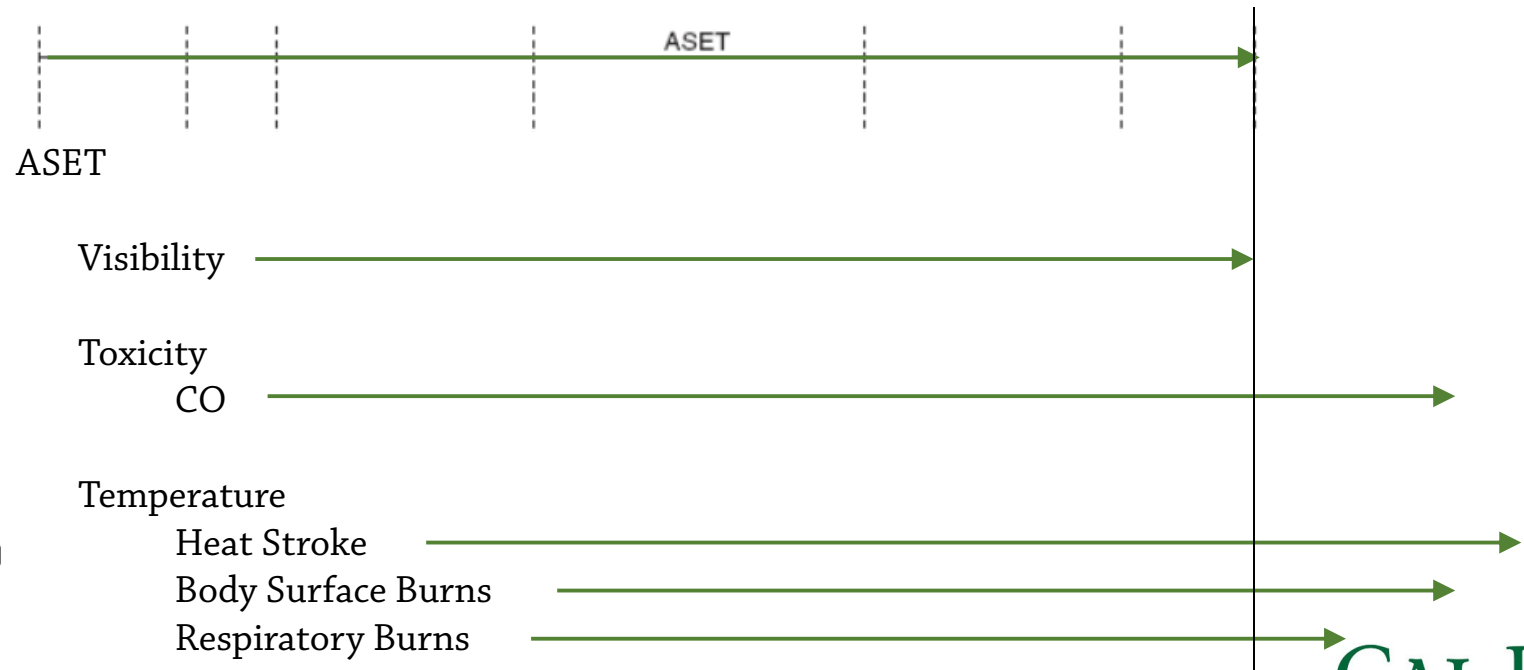 ASET
ASET
Visibility
Toxicity
CO
Temperature
Heat Stroke
Body Surface Burns
Respiratory Burns